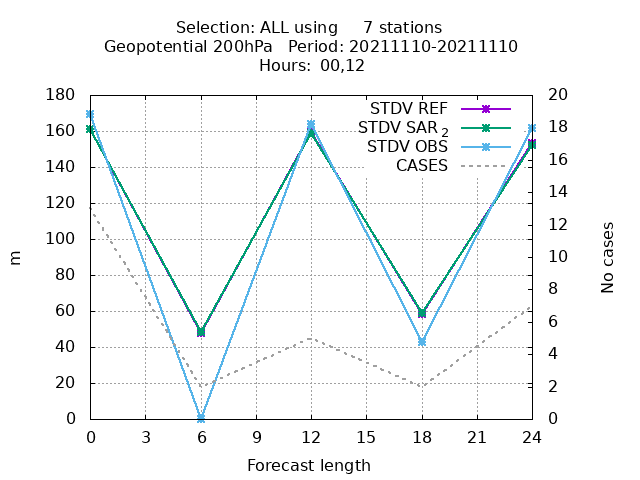 Selection: ALL using 7 stations
Geopotential 200hPa Period: 20211110-20211110
Hours: 00,12
180 20
STDV REF
160 STDV SAR2 18
STDV OBS
140 CASES 16
14
120
12
100 10
m No cases
80
8
60 6
40 4
20 2
0 0
0 3 6 9 12 15 18 21 24
Forecast length